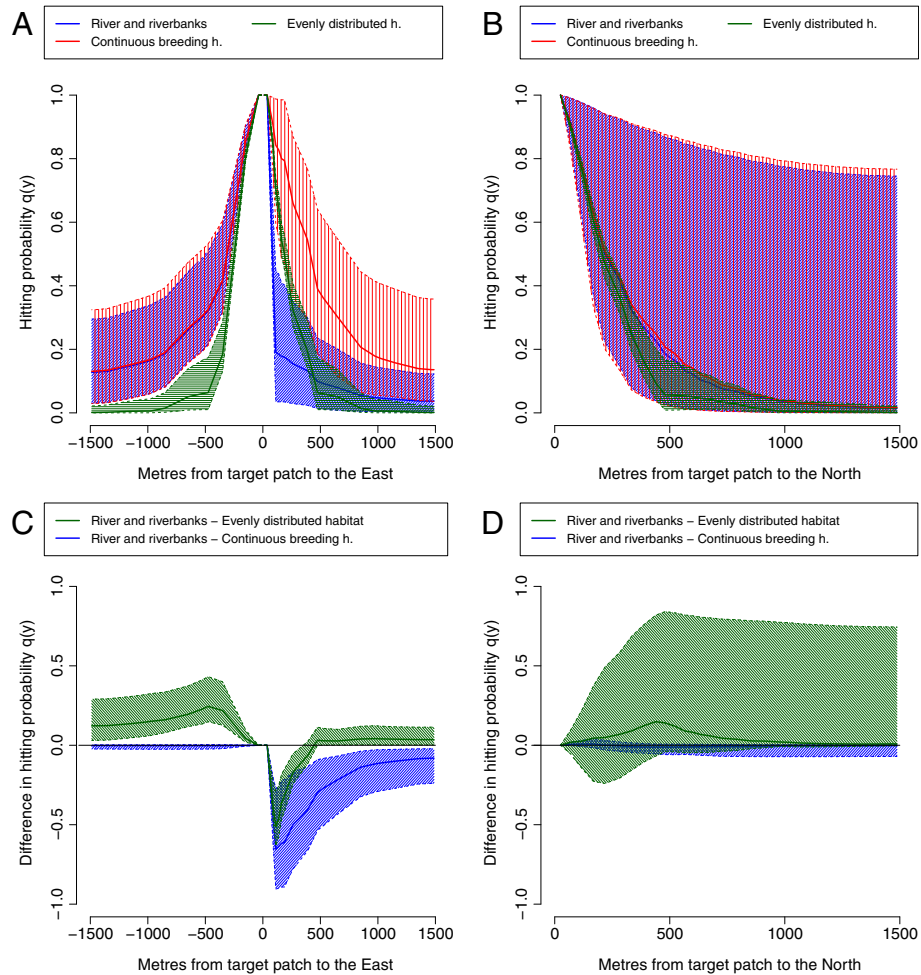 A
River and riverbanks
Continuous breeding h.
Evenly distributed h.
Hitting probability q(y)
1.0
0.8
0.6
0.4
0.2
0.0
−1500 −1000 −500 0 500 1000 1500
Metres from target patch to the East
B
River and riverbanks
Continuous breeding h.
Evenly distributed h.
Hitting probability q(y)
1.0
0.8
0.6
0.4
0.2
0.0
0 500 1000 1500
Metres from target patch to the North
C
River and riverbanks − Evenly distributed habitat
River and riverbanks − Continuous breeding h.
Difference in hitting probability q(y)
1.0
0.5
0.0
−0.5
−1.0
−1500 −1000 −500 0 500 1000 1500
Metres from target patch to the East
D
River and riverbanks − Evenly distributed habitat
River and riverbanks − Continuous breeding h.
Difference in hitting probability q(y)
1.0
0.5
0.0
−0.5
−1.0
0 500 1000 1500
Metres from target patch to the North